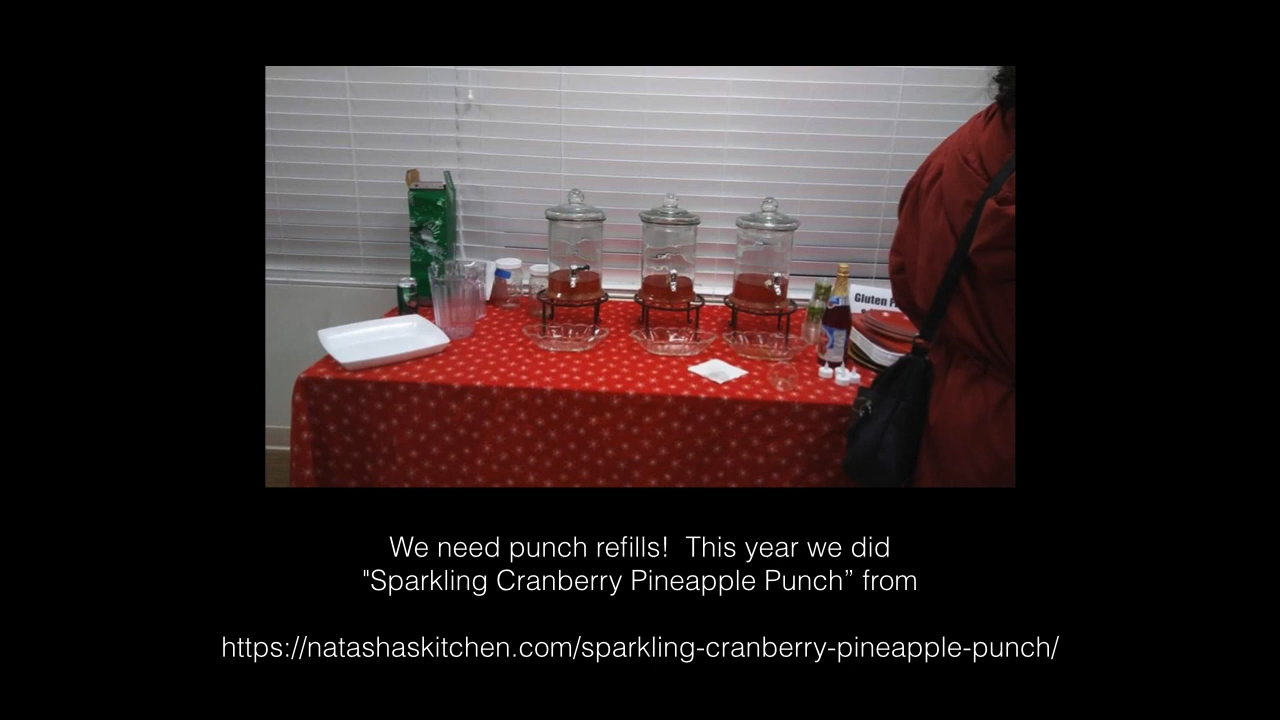 Gluten
We need punch refills!  This year we did
"Sparkling Cranberry Pineapple Punch” from
https://natashaskitchen.com/sparkling-cranberry-pineapple-punch/